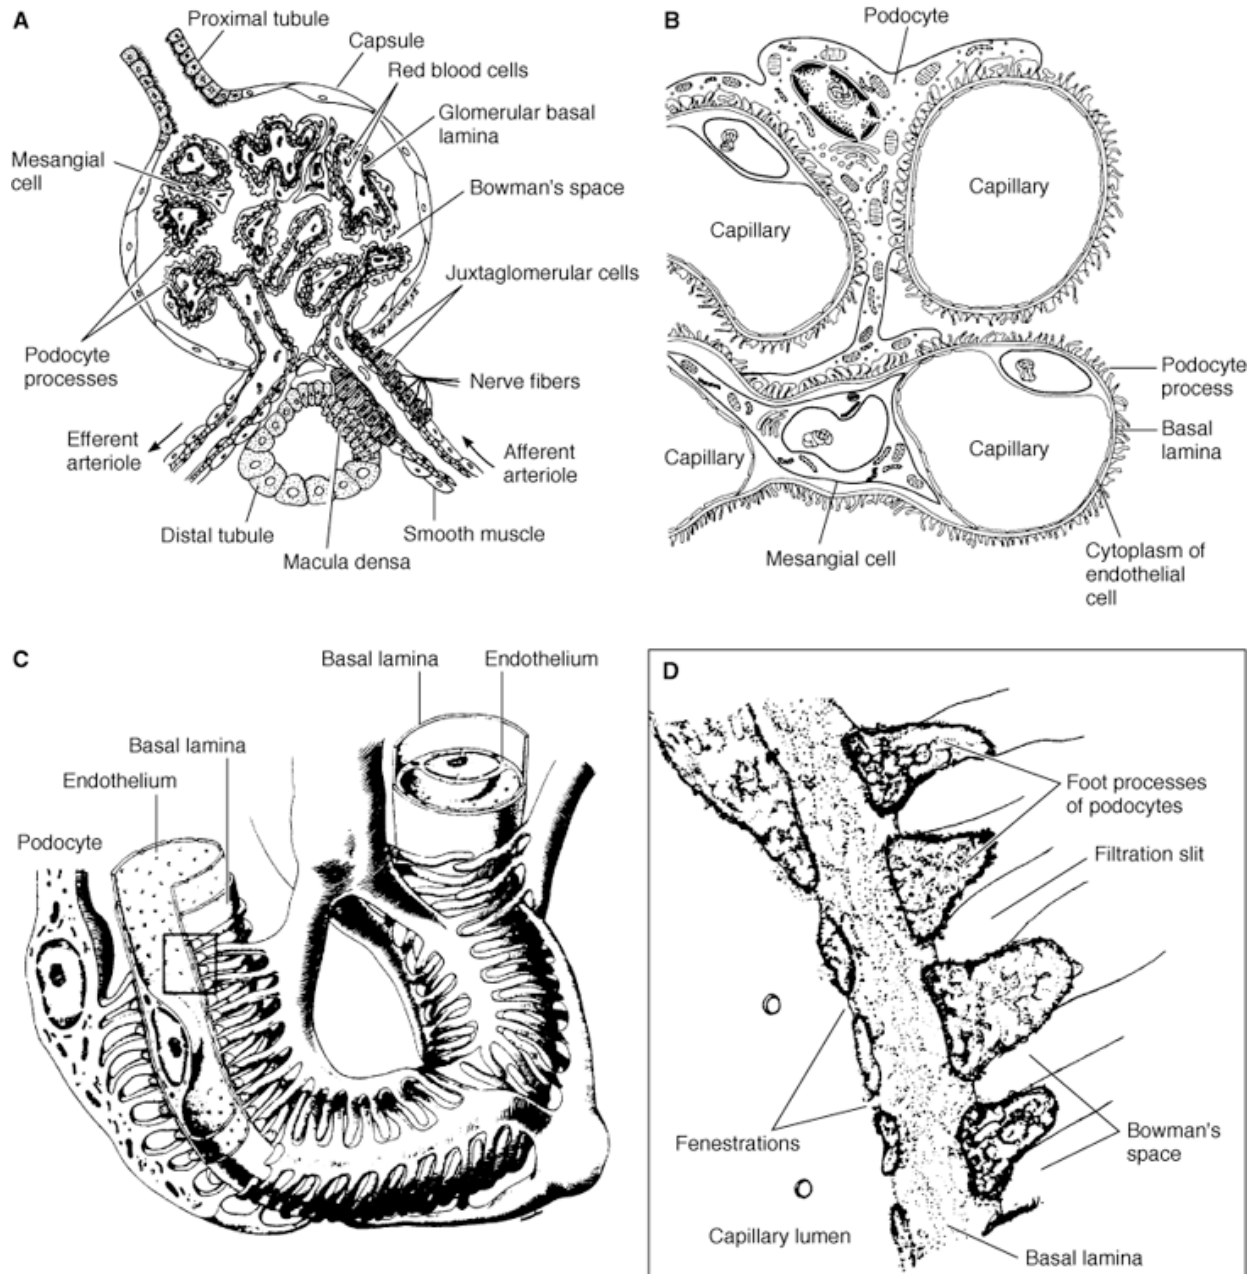 A
Proximal tubule
Capsule
Red blood cells
Glomerular basal
lamina
Mesangial
cell
Bowman's space
Juxtaglomerular cells
Podocyte
processes
Nerve fibers
Efferent
arteriole
Afferent
arteriole
Distal tubule
Smooth muscle
Macula densa
B
Podocyte
Capillary
Capillary
Podocyte
process
Basal
lamina
Capillary
Capillary
Mesangial cell
Cytoplasm of
endothelial
cell
C
Basal lamina
Endothelium
Basal lamina
Endothelium
Podocyte
D
Foot processes
of podocytes
Filtration slit
Fenestrations
Bowman's
space
Capillary lumen
Basal lamina